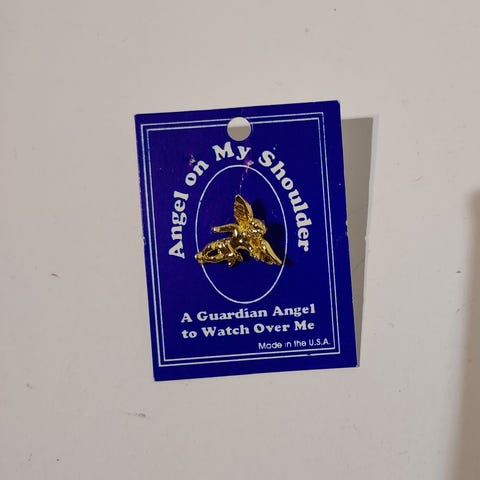 Angel on My Shoulder
A Guardian Angel
to Watch Over Me
Made in the U.S.A.